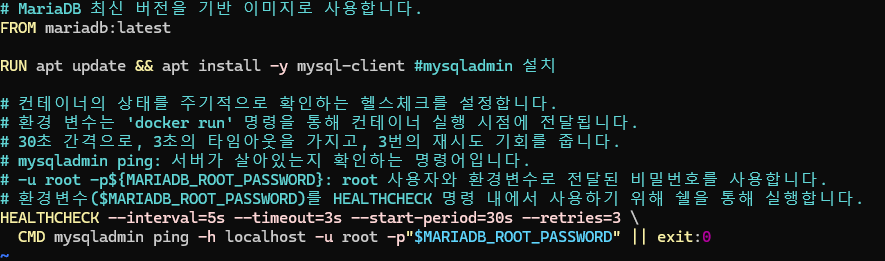 # MariaDB 최신 버전을 기반 이미지로 사용합니다.
FROM mariadb:latest
RUN apt update && apt install -y mysql-client #mysqladmin 설치
# 컨테이너의 상태를 주기적으로 확인하는 헬스체크를 설정합니다.
# 환경 변수는 'docker run' 명령을 통해 컨테이너 실행 시점에 전달됩니다.
# 30초 간격으로, 3초의 타임아웃을 가지고, 3번의 재시도 기회를 줍니다.
# mysqladmin ping: 서버가 살아있는지 확인하는 명령어입니다.
# -u root -p${MARIADB_ROOT_PASSWORD}: root 사용자와 환경변수로 전달된 비밀번호를 사용합니다.
# 환경변수($MARIADB_ROOT_PASSWORD)를 HEALTHCHECK 명령 내에서 사용하기 위해 쉘을 통해 실행합니다.
HEALTHCHECK --interval=5s --timeout=3s --start-period=30s --retries=3 \
CMD mysqladmin ping -h localhost -u root -p"$MARIADB_ROOT_PASSWORD" || exit:0
~